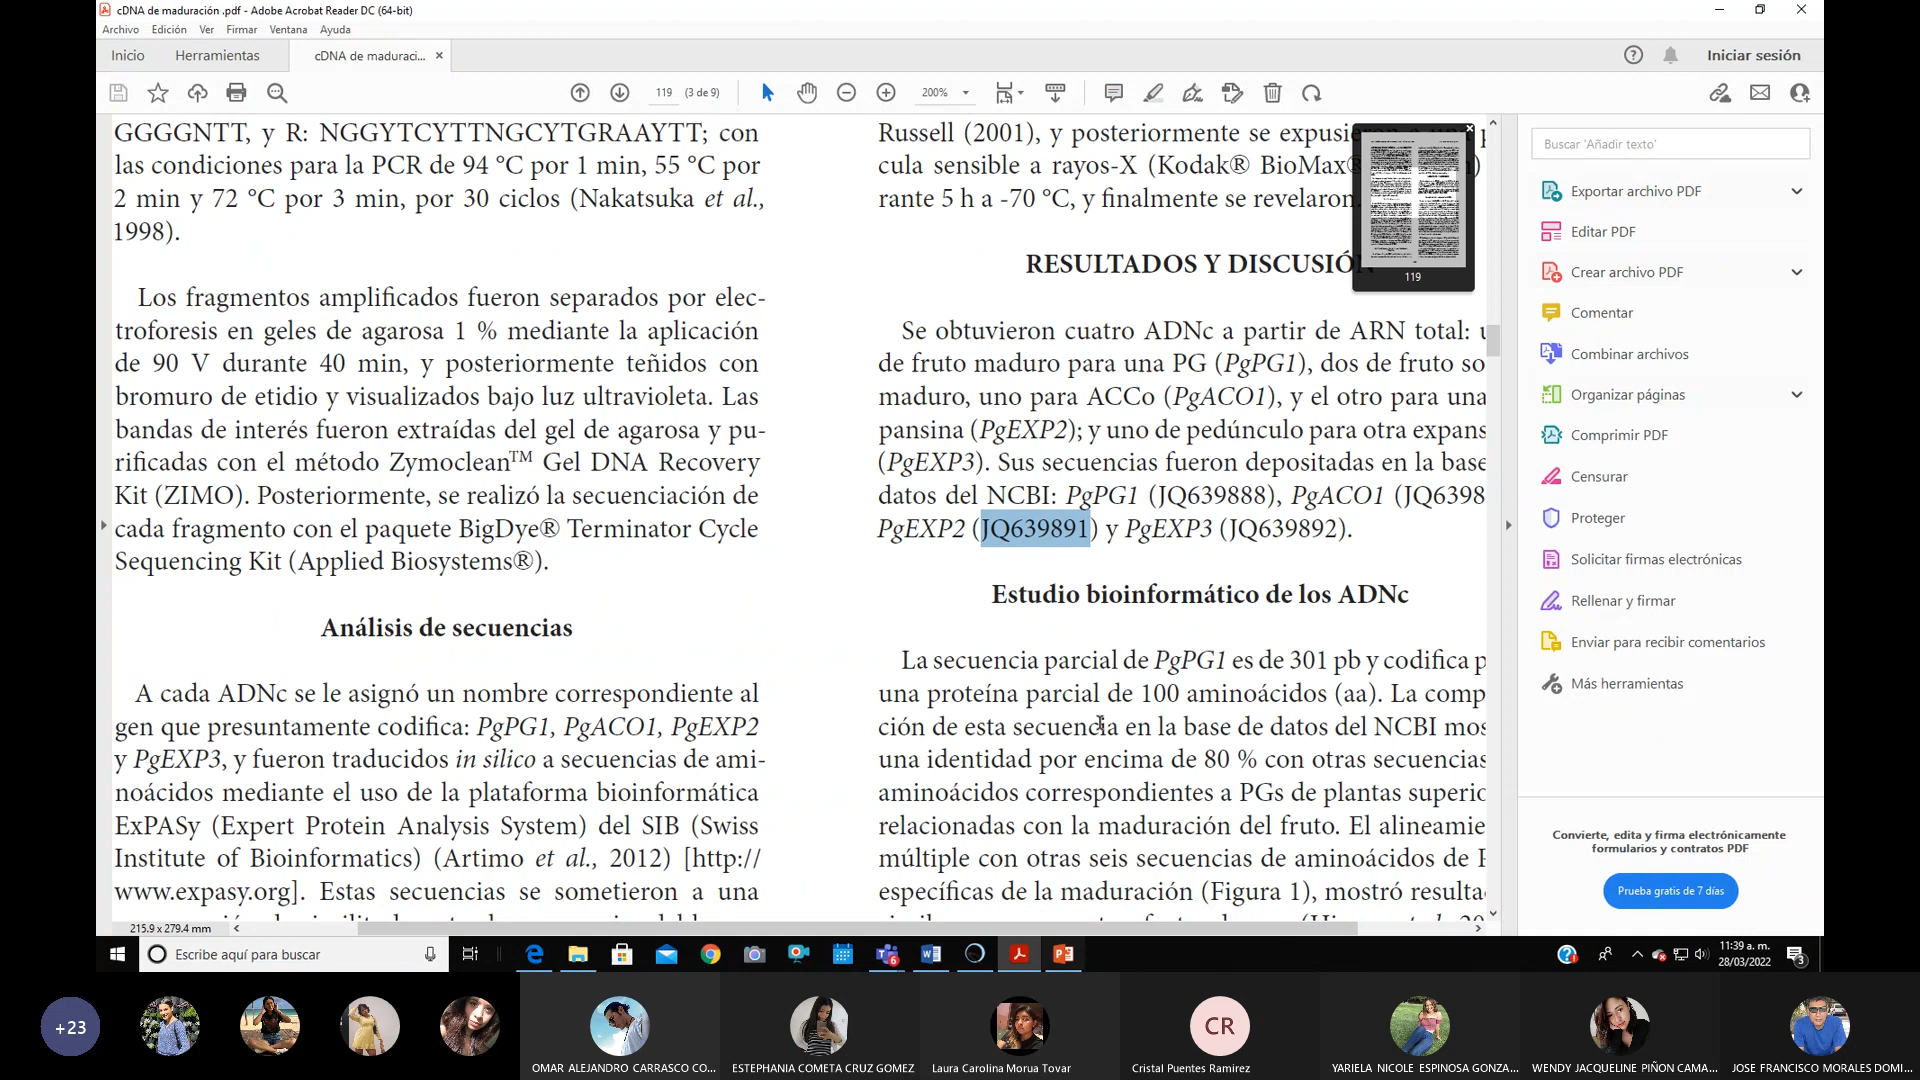 cDNA de maduración .pdf - Adobe Acrobat Reader DC (64-bit)
Archivo Edición Ver Firmar Ventana Ayuda
Inicio Herramientas cDNA de maduraci... Iniciar sesión
119 (3 de 9) 200%
GGGGNTT, y R: NGGYTCYTTNGCYTGRAAYTT; con
las condiciones para la PCR de 94 °C por 1 min, 55 °C por
2 min y 72 °C por 3 min, por 30 ciclos (Nakatsuka et al.,
1998).
Los fragmentos amplificados fueron separados por elec-
troforesis en geles de agarosa 1 % mediante la aplicación
de 90 V durante 40 min, y posteriormente teñidos con
bromuro de etidio y visualizados bajo luz ultravioleta. Las
bandas de interés fueron extraídas del gel de agarosa y pu-
rificadas con el método Zymoclean™ Gel DNA Recovery
Kit (ZIMO). Posteriormente, se realizó la secuenciación de
cada fragmento con el paquete BigDye® Terminator Cycle
Sequencing Kit (Applied Biosystems®).
Análisis de secuencias
A cada ADNc se le asignó un nombre correspondiente al
gen que presuntamente codifica: PgPG1, PgACO1, PgEXP2
y PgEXP3, y fueron traducidos in silico a secuencias de ami-
noácidos mediante el uso de la plataforma bioinformática
ExPASy (Expert Protein Analysis System) del SIB (Swiss
Institute of Bioinformatics) (Artimo et al., 2012) [http://
www.expasy.org]. Estas secuencias se sometieron a una
Russell (2001), y posteriormente se
cula sensible a rayos-X (Kodak®
rante 5 h a -70 °C, y finalmente se revelaron
RESULTADOS Y DISCUSIÓN
Se obtuvieron cuatro ADNc a partir de ARN total:
de fruto maduro para una PG (PgPG1), dos de fruto so
maduro, uno para ACCo (PgACO1), y el otro para una
pansina (PgEXP2); y uno de pedúnculo para otra expans
(PgEXP3). Sus secuencias fueron depositadas en la base
datos del NCBI: PgPG1 (JQ639888), PgACO1 (JQ6398
PgEXP2 (JQ639891) y PgEXP3 (JQ639892).
Estudio bioinformático de los ADNc
La secuencia parcial de PgPG1 es de 301 pb y codifica p
una proteína parcial de 100 aminoácidos (aa). La comp
ción de esta secuencia en la base de datos del NCBI mos
una identidad por encima de 80 % con otras secuencias
aminoácidos correspondientes a PGs de plantas superio
relacionadas con la maduración del fruto. El alineamie
múltiple con otras seis secuencias de aminoácidos de
específicas de la maduración (Figura 1), mostró resulta
119
Buscar 'Añadir texto'
Exportar archivo PDF
Editar PDF
Crear archivo PDF
Comentar
Combinar archivos
Organizar páginas
Comprimir PDF
Censurar
Proteger
Solicitar firmas electrónicas
Rellenar y firmar
Enviar para recibir comentarios
Más herramientas
Convierte, edita y firma electrónicamente
formularios y contratos PDF
Prueba gratis de 7 días
215.9 x 279.4 mm
Escribe aquí para buscar
11:39 a. m.
28/03/2022
+23
CR
OMAR ALEJANDRO CARRASCO CO...
ESTEPHANIA COMETA CRUZ GOMEZ
Laura Carolina Morua Tovar
Cristal Puentes Ramirez
YARIELA NICOLE ESPINOSA GONZA...
WENDY JACQUELINE PIÑON CAMA...
JOSE FRANCISCO MORALES DOMI...